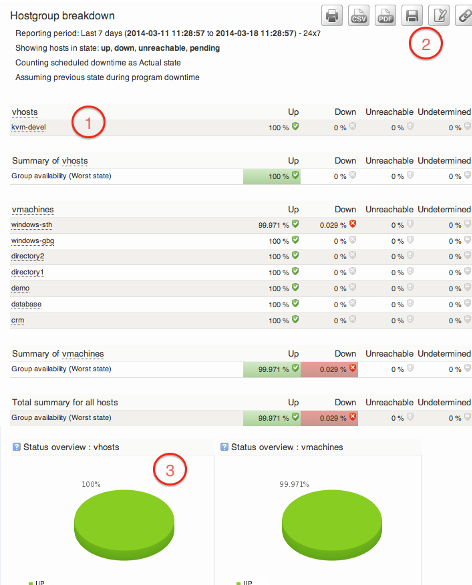 Hostgroup breakdown
CSV PDF
Reporting period: Last 7 days (2014-03-11 11:28:57 to 2014-03-18 11:28:57) - 24x7
Showing hosts in state: up, down, unreachable, pending
2
Counting scheduled downtime as Actual state
Assuming previous state during program downtime
vhosts Up Down Unreachable Undetermined
kvm-devel 1 100 % 0 % 0 % 0 %
Summary of vhosts Up Down Unreachable Undetermined
Group availability (Worst state) 100 % 0 % 0 % 0 %
vmachines Up Down Unreachable Undetermined
windows-sth 99.971 % 0.029 % 0 % 0 %
windows-gbg 100 % 0 % 0 % 0 %
directory2 100 % 0 % 0 % 0 %
directory1 100 % 0 % 0 % 0 %
demo 100 % 0 % 0 % 0 %
database 100 % 0 % 0 % 0 %
crm 100 % 0 % 0 % 0 %
Summary of vmachines Up Down Unreachable Undetermined
Group availability (Worst state) 99.971 % 0.029 % 0 % 0 %
Total summary for all hosts Up Down Unreachable Undetermined
Group availability (Worst state) 99.971 % 0.029 % 0 % 0 %
? Status overview : vhosts ? Status overview : vmachines
3
100% 99.971%
UP UP